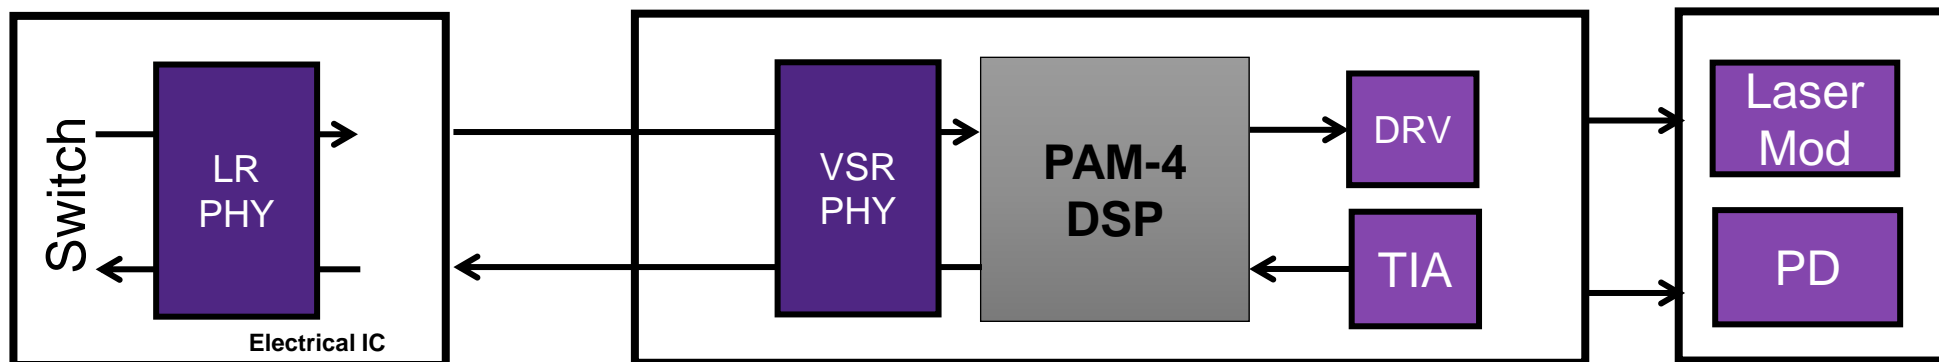 Switch
LR
PHY
Electrical IC
VSR
PHY
PAM-4
DSP
DRV
TIA
Laser
Mod
PD